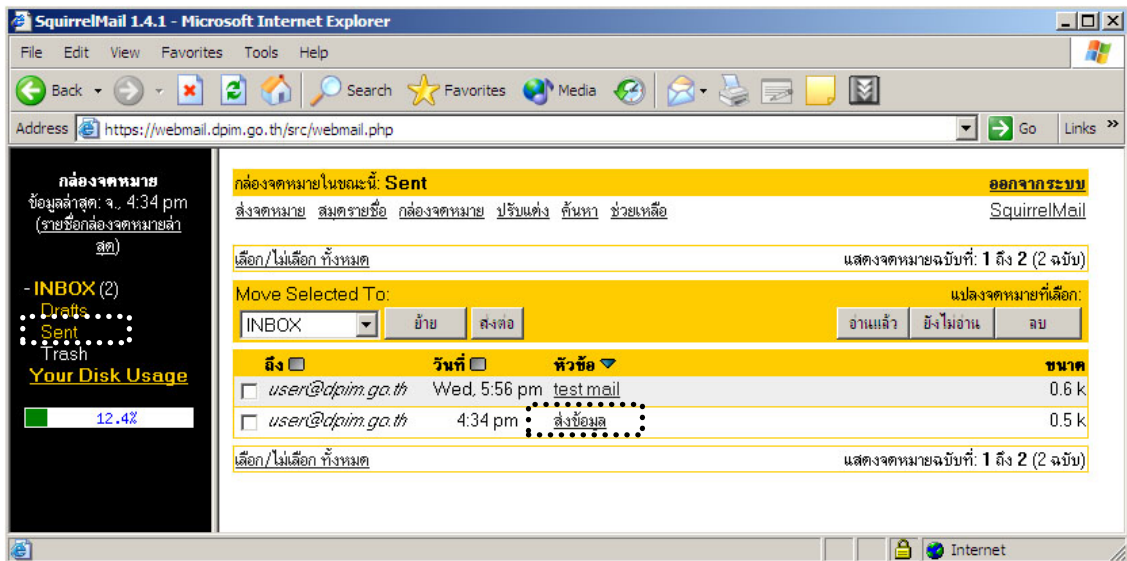 SquirrelMail 1.4.1 - Microsoft Internet Explorer
File Edit View Favorites Tools Help
Back Search Favorites Media
Address https://webmail.dpim.go.th/src/webmail.php Go Links »
กล่องจดหมาย
ข้อมูลล่าสุด: จ., 4:34 pm
(รายชื่อกล่องจดหมายล่า
สุด)
- INBOX (2)
Drafts
Sent
Trash
Your Disk Usage
12.4%
กล่องจดหมายในขณะนี้: Sent ออกจากระบบ
ส่งจดหมาย สมุดรายชื่อ กล่องจดหมาย ปรับแต่ง ค้นหา ช่วยเหลือ SquirrelMail
เลือก/ไม่เลือก ทั้งหมด แสดงจดหมายฉบับที่: 1 ถึง 2 (2 ฉบับ)
Move Selected To: แปลงจดหมายที่เลือก:
INBOX ย้าย ส่งต่อ อ่านแล้ว ยังไม่อ่าน ลบ
ถึง วันที่ หัวข้อ ขนาด
user@dpim.go.th Wed, 5:56 pm test mail 0.6 k
user@dpim.go.th 4:34 pm ส่งข้อมูล 0.5 k
เลือก/ไม่เลือก ทั้งหมด แสดงจดหมายฉบับที่: 1 ถึง 2 (2 ฉบับ)
Internet